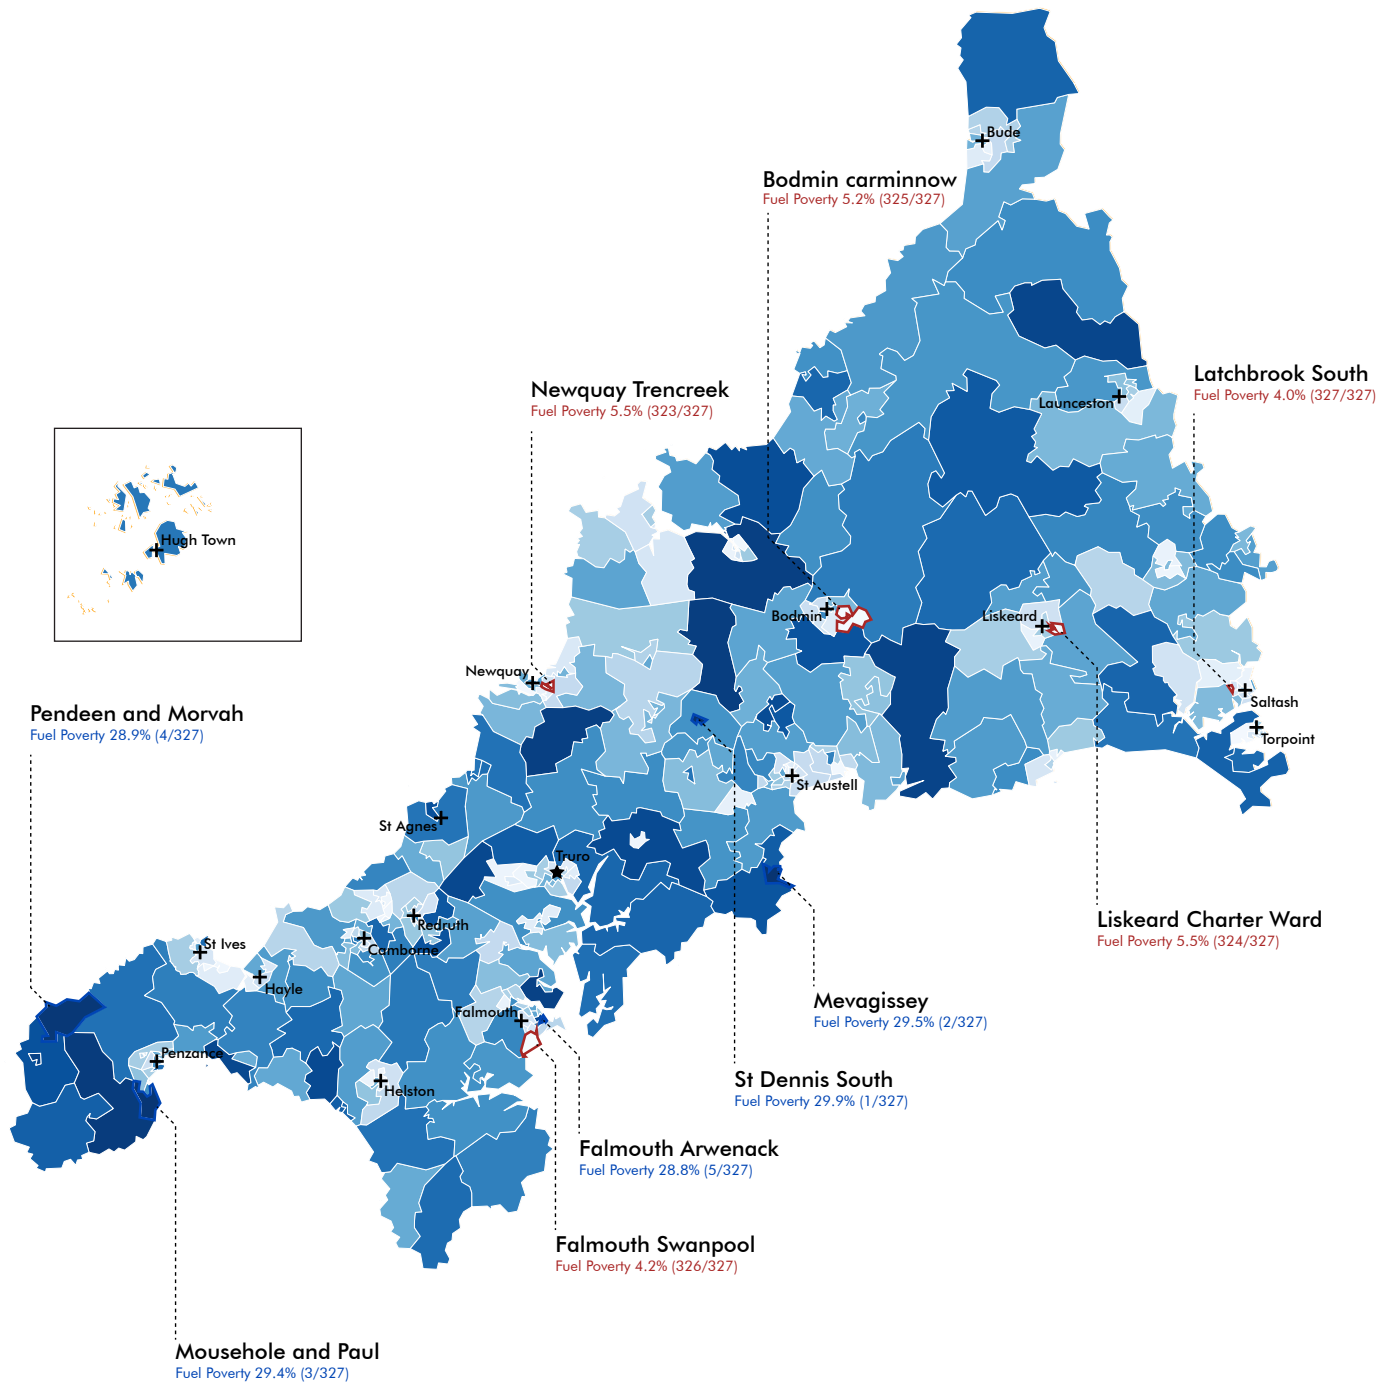 Bude
Bodmin carminnow
Fuel Poverty 5.2% (325/327)
Latchbrook South
Fuel Poverty 4.0% (327/327)
Newquay Trencreek
Fuel Poverty 5.5% (323/327)
Launceston
Hugh Town
Bodmin
Liskeard
Newquay
Saltash
Pendeen and Morvah
Fuel Poverty 28.9% (4/327)
Torpoint
St Austell
St Agnes
Truro
Redruth
Liskeard Charter Ward
Fuel Poverty 5.5% (324/327)
St Ives
Camborne
Hayle
Mevagissey
Fuel Poverty 29.5% (2/327)
Falmouth
Penzance
St Dennis South
Fuel Poverty 29.9% (1/327)
Helston
Falmouth Arwenack
Fuel Poverty 28.8% (5/327)
Falmouth Swanpool
Fuel Poverty 4.2% (326/327)
Mousehole and Paul
Fuel Poverty 29.4% (3/327)